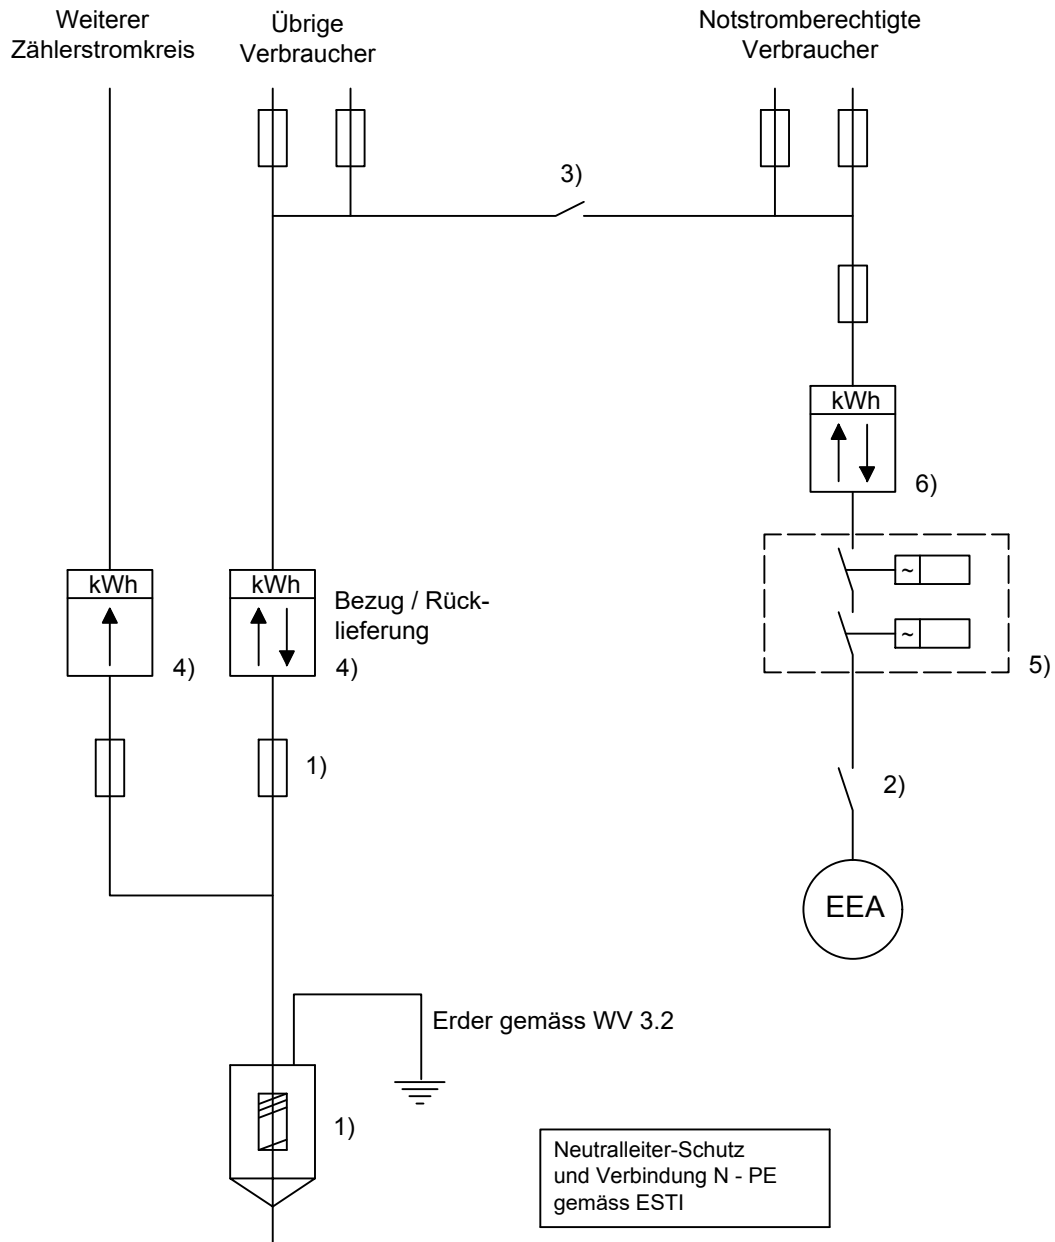 Weiterer
Zählerstromkreis
Übrige
Verbraucher
Notstromberechtigte
Verbraucher
3)
kWh
6)
kWh
4)
kWh
Bezug / Rück-
lieferung
4)
~
~
5)
1)
2)
EEA
Erder gemäss WV 3.2
1)
Neutralleiter-Schutz
und Verbindung N - PE
gemäss ESTI